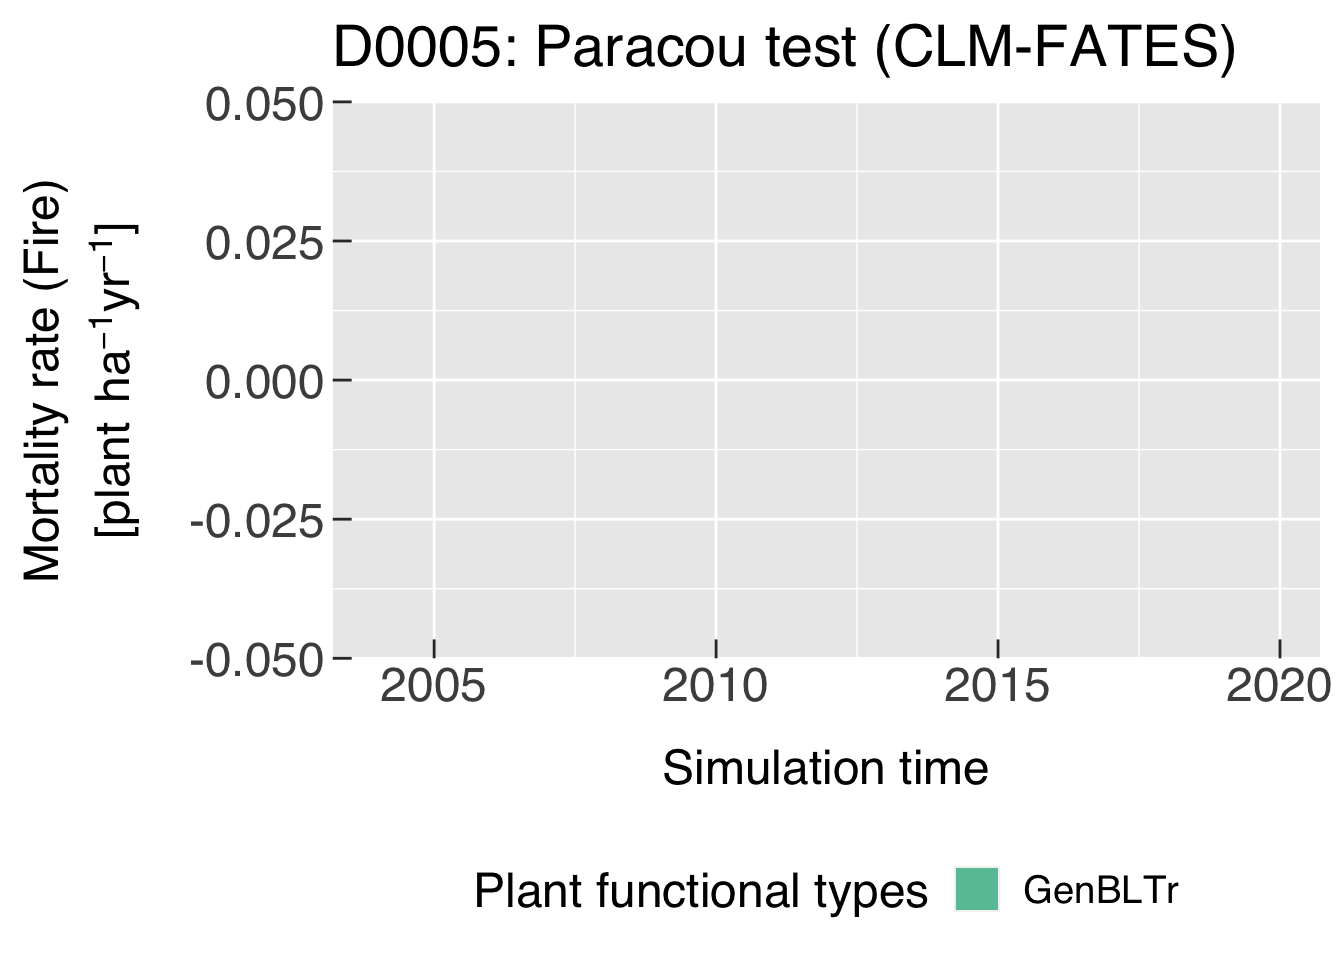 D0005: Paracou test (CLM-FATES)
Mortality rate (Fire)
[plant ha⁻¹yr⁻¹]
0.050
0.025
0.000
-0.025
-0.050
2005 2010 2015 2020
Simulation time
Plant functional types GenBLTr